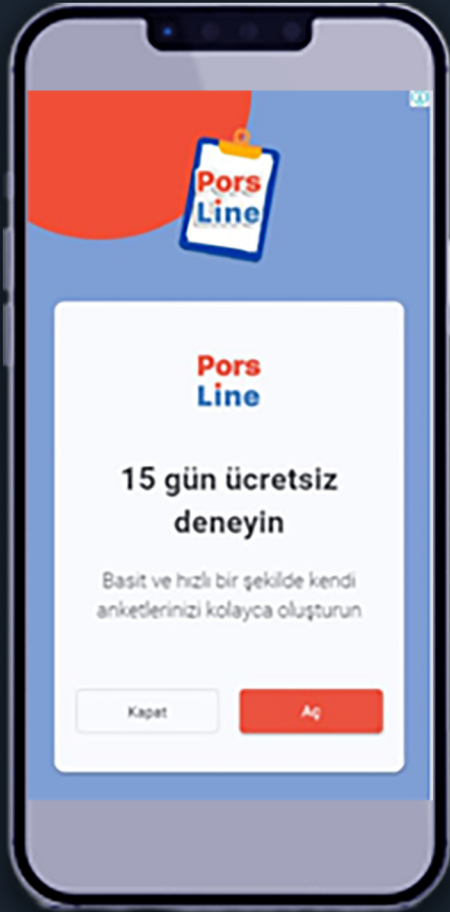 Pors
Line
Pors
Line
15 gün ücretsiz
deneyin
Basit ve hızlı bir şekilde kendi
anketlerinizi kolayca oluşturun
Kapat
Aç